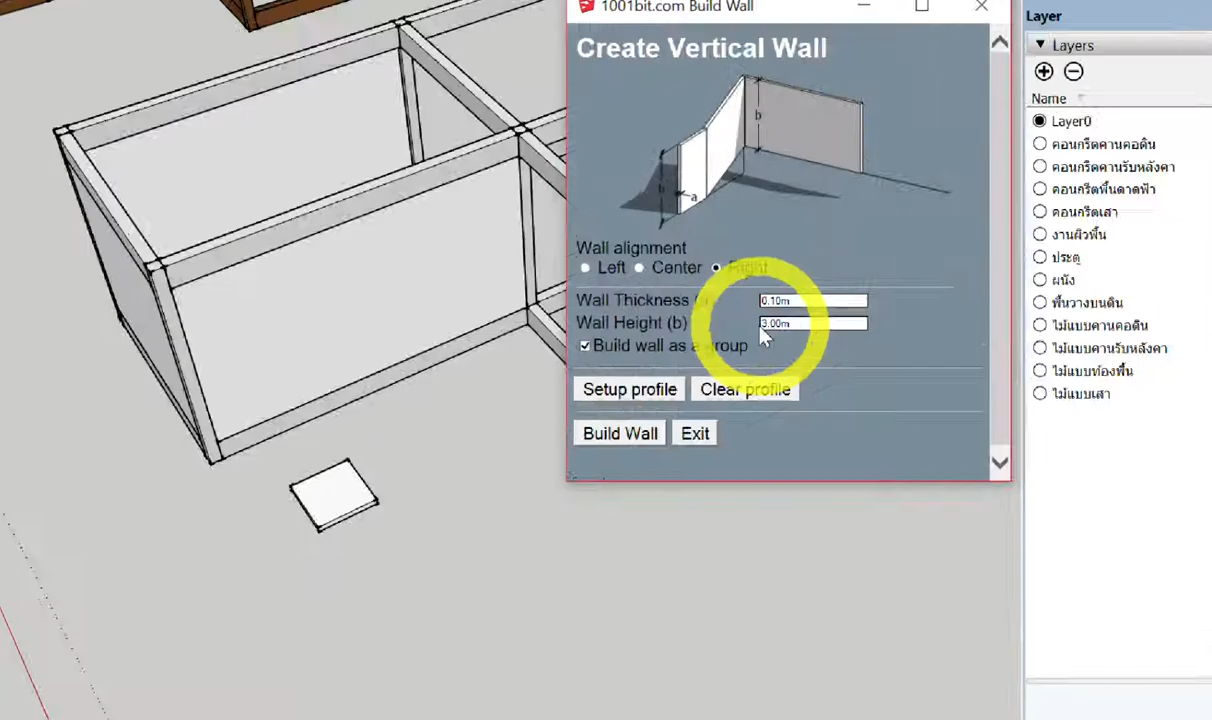 1001bit.com Build Wall
Create Vertical Wall
b
b
a
Wall alignment
Left Center Right
Wall Thickness (a) 0.10m
Wall Height (b) 3.00m
Build wall as a group
Setup profile Clear profile
Build Wall Exit
Layer
Layers
Name
Layer0
คอนกรีตคานคอดิน
คอนกรีตคานรับหลังคา
คอนกรีตพื้นดาดฟ้า
คอนกรีตเสา
งานผิวพื้น
ประตู
ผนัง
พื้นวางบนดิน
ไม้แบบคานคอดิน
ไม้แบบคานรับหลังคา
ไม้แบบท้องพื้น
ไม้แบบเสา